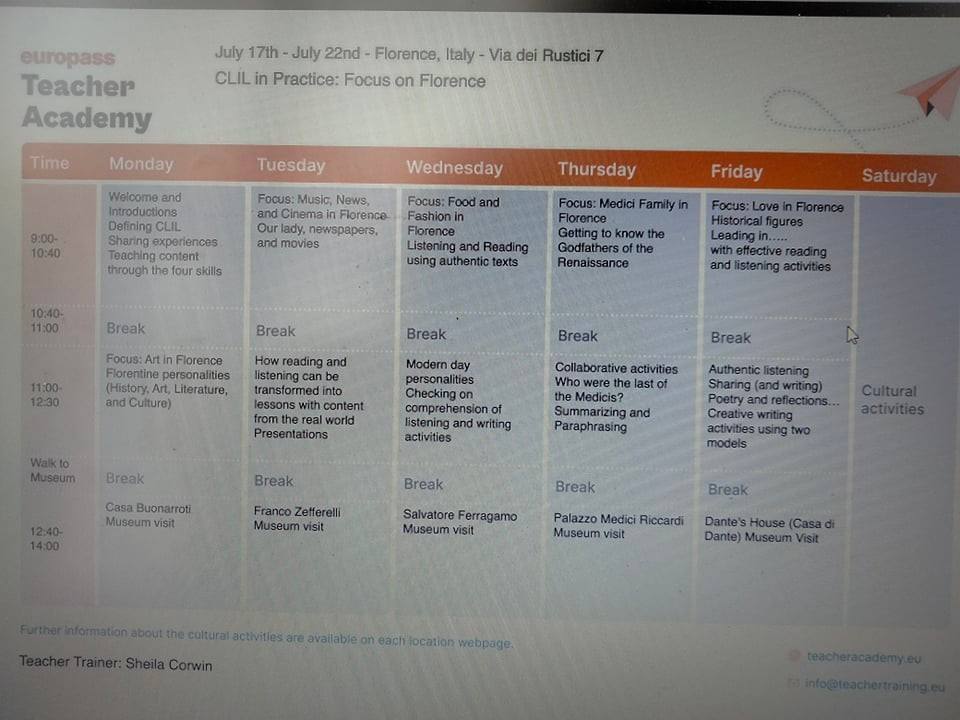 europass
Teacher
Academy
July 17th - July 22nd - Florence, Italy - Via dei Rustici 7
CLIL in Practice: Focus on Florence
Time
Monday
Tuesday
Wednesday
Thursday
Friday
Saturday
9:00-
10:40
Welcome and
Introductions
Defining CLIL
Sharing experiences
Teaching content
through the four skills
Focus: Music, News,
and Cinema in Florence
Our lady, newspapers,
and movies
Focus: Food and
Fashion in
Florence
Listening and Reading
using authentic texts
Focus: Medici Family in
Florence
Getting to know the
Godfathers of the
Renaissance
Focus: Love in Florence
Historical figures
Leading in.....
with effective reading
and listening activities
10:40-
11:00
Break
Break
Break
Break
Break
11:00-
12:30
Focus: Art in Florence
Florentine personalities
(History, Art, Literature,
and Culture)
How reading and
listening can be
transformed into
lessons with content
from the real world
Presentations
Modern day
personalities
Checking on
comprehension of
listening and writing
activities
Collaborative activities
Who were the last of
the Medicis?
Summarizing and
Paraphrasing
Authentic listening
Sharing (and writing)
Poetry and reflections...
Creative writing
activities using two
models
Cultural
activities
Walk to
Museum
Break
Break
Break
Break
Break
12:40-
14:00
Casa Buonarroti
Museum visit
Franco Zefferelli
Museum visit
Salvatore Ferragamo
Museum visit
Palazzo Medici Riccardi
Museum visit
Dante's House (Casa di
Dante) Museum Visit
Further information about the cultural activities are available on each location webpage.
Teacher Trainer: Sheila Corwin
teacheracademy.eu
info@teachertraining.eu